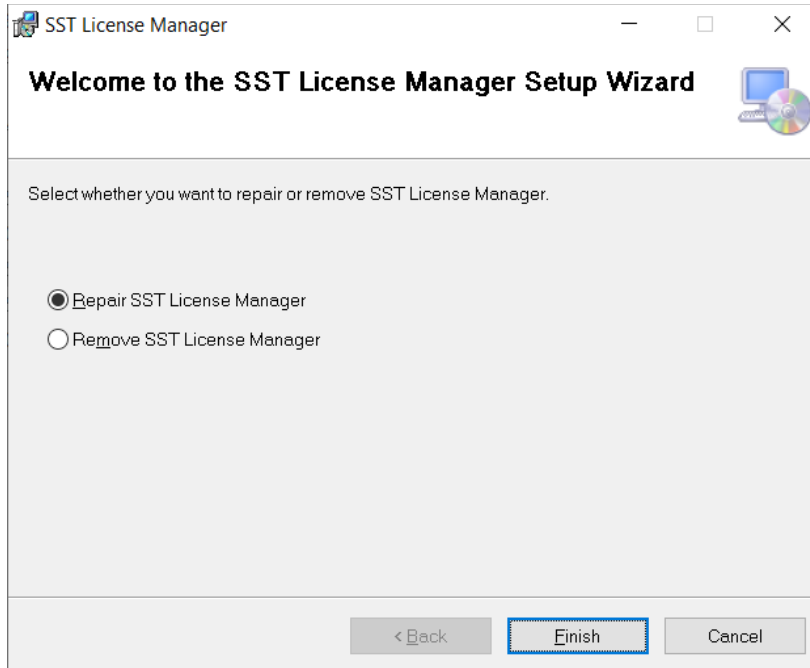 SST License Manager
Welcome to the SST License Manager Setup Wizard
Select whether you want to repair or remove SST License Manager.
Repair SST License Manager
Remove SST License Manager
< Back Finish Cancel